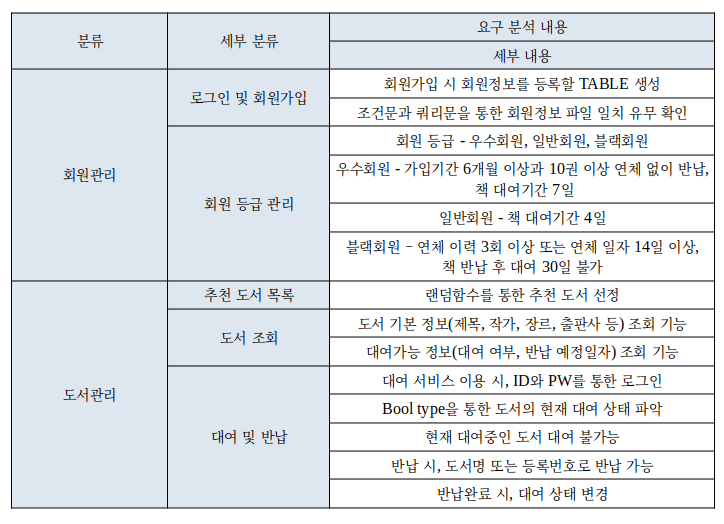 분류
세부 분류
요구 분석 내용
세부 내용
회원관리
로그인 및 회원가입
회원가입 시 회원정보를 등록할 TABLE 생성
조건문과 쿼리문을 통한 회원정보 파일 일치 유무 확인
회원 등급 관리
회원 등급 - 우수회원, 일반회원, 블랙회원
우수회원 - 가입기간 6개월 이상과 10권 이상 연체 없이 반납,
책 대여기간 7일
일반회원 - 책 대여기간 4일
블랙회원 – 연체 이력 3회 이상 또는 연체 일자 14일 이상,
책 반납 후 대여 30일 불가
도서관리
추천 도서 목록
랜덤함수를 통한 추천 도서 선정
도서 조회
도서 기본 정보(제목, 작가, 장르, 출판사 등) 조회 기능
대여가능 정보(대여 여부, 반납 예정일자) 조회 기능
대여 및 반납
대여 서비스 이용 시, ID와 PW를 통한 로그인
Bool type을 통한 도서의 현재 대여 상태 파악
현재 대여중인 도서 대여 불가능
반납 시, 도서명 또는 등록번호로 반납 가능
반납완료 시, 대여 상태 변경